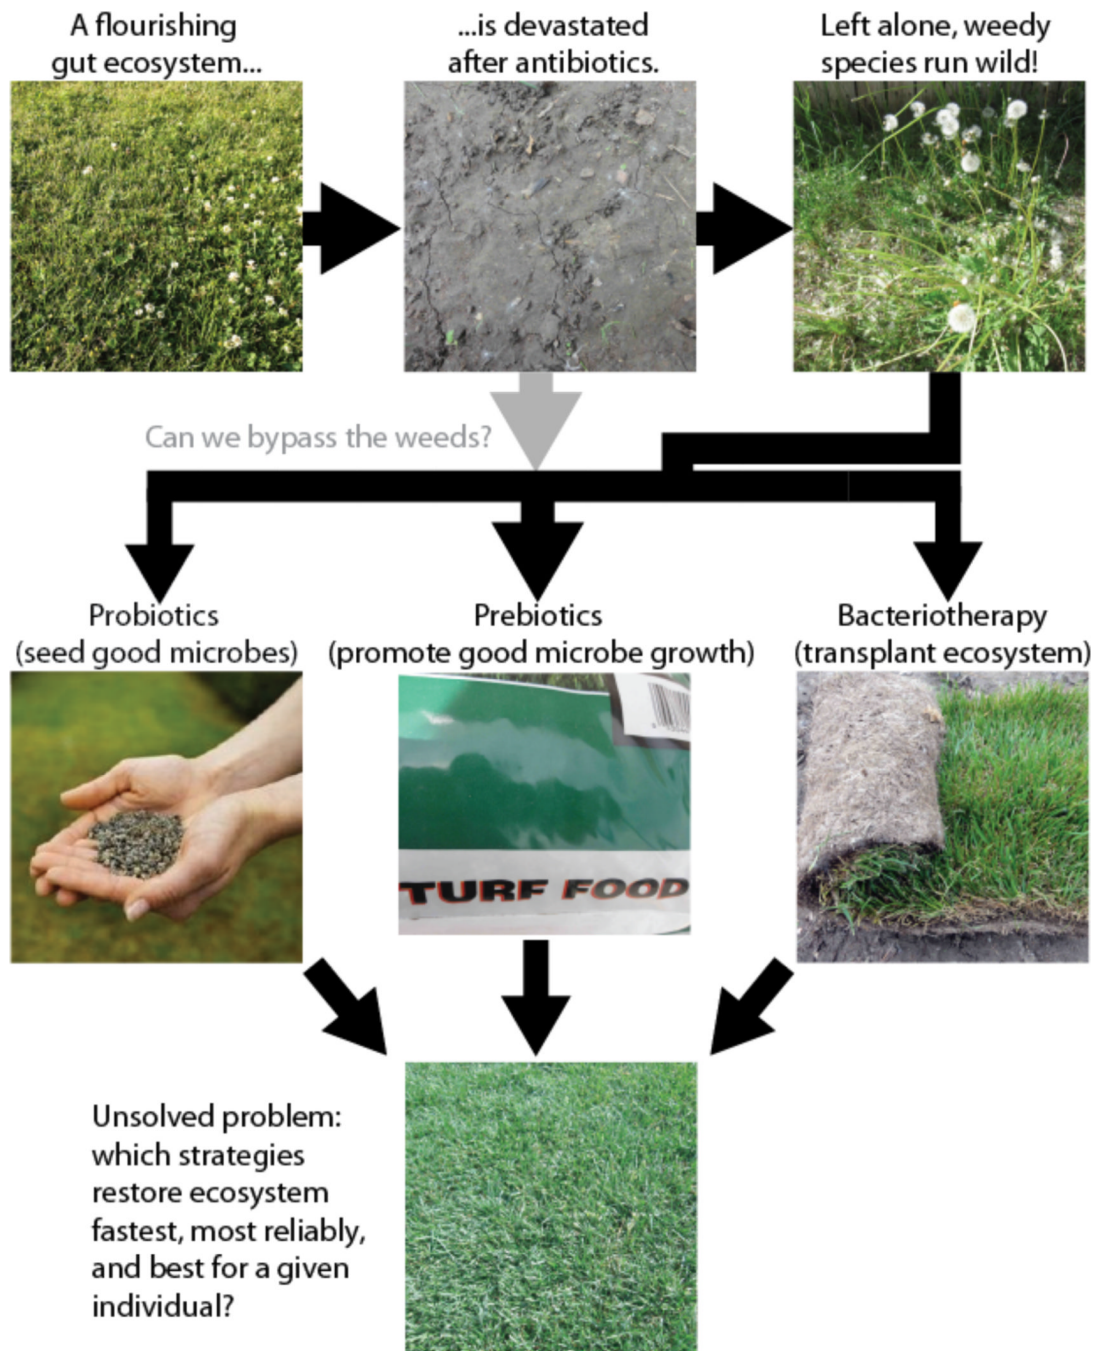 A flourishing
gut ecosystem...
...is devastated
after antibiotics.
Left alone, weedy
species run wild!
Can we bypass the weeds?
Probiotics
(seed good microbes)
Prebiotics
(promote good microbe growth)
Bacteriotherapy
(transplant ecosystem)
TURF FOOD
Unsolved problem:
which strategies
restore ecosystem
fastest, most reliably,
and best for a given
individual?